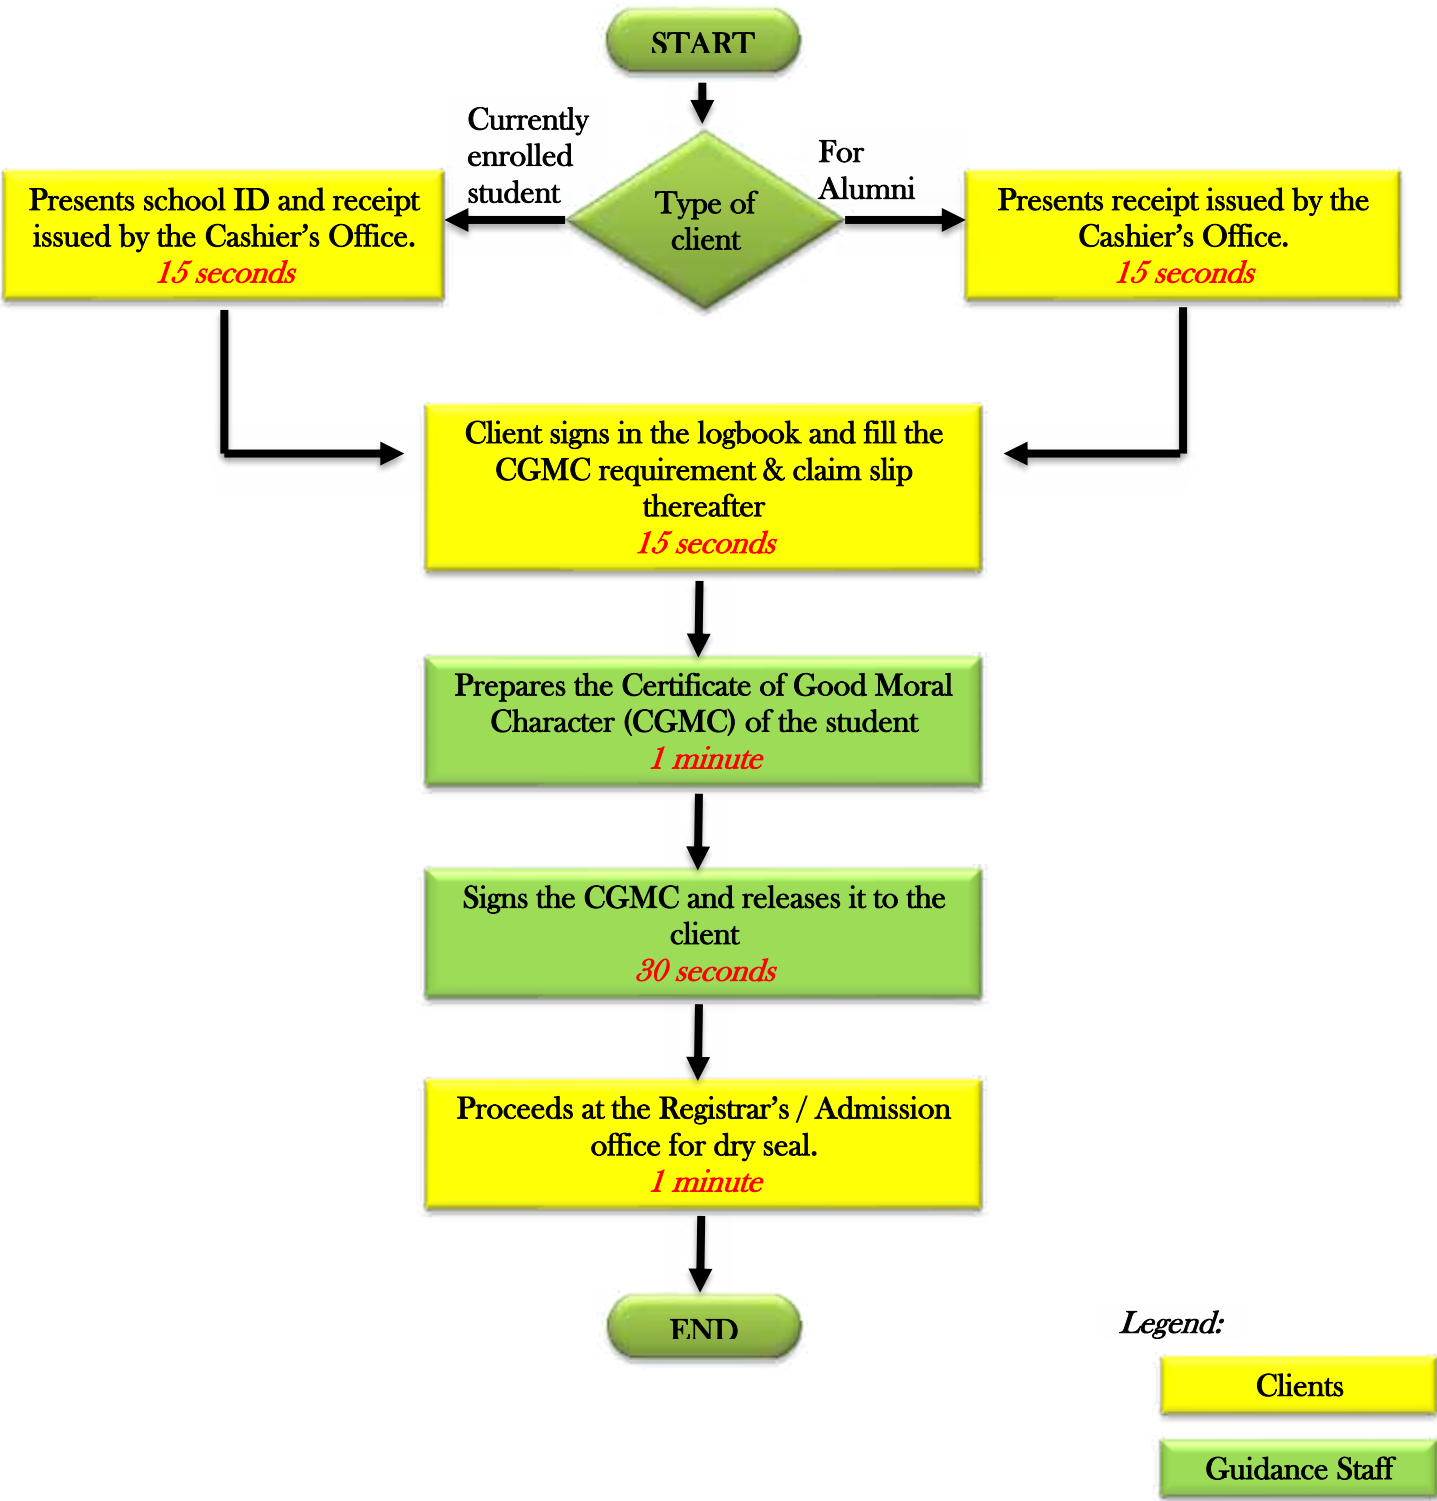 START
Currently
enrolled
student
For
Alumni
Type of
client
Presents school ID and receipt
issued by the Cashier’s Office.
15 seconds
Presents receipt issued by the
Cashier’s Office.
15 seconds
Client signs in the logbook and fill the
CGMC requirement & claim slip
thereafter
15 seconds
Prepares the Certificate of Good Moral
Character (CGMC) of the student
1 minute
Signs the CGMC and releases it to the
client
30 seconds
Proceeds at the Registrar’s / Admission
office for dry seal.
1 minute
END
Legend:
Clients
Guidance Staff